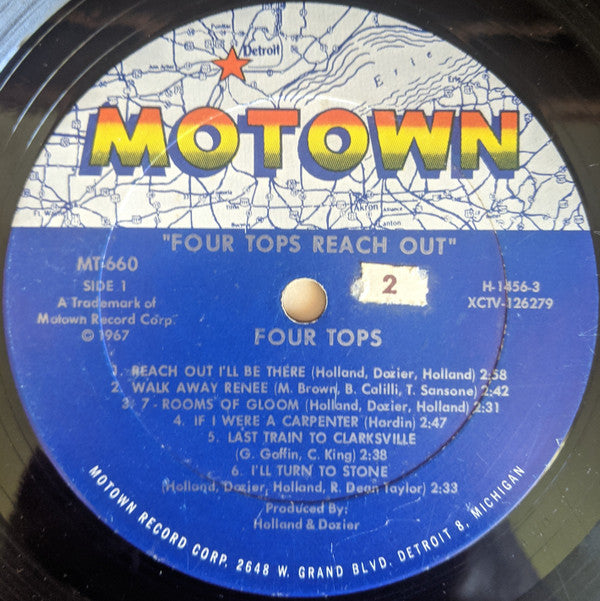 Detroit
Erie
MOTOWN
Akron
Alliance
Canton
"FOUR TOPS REACH OUT"
MT-660
SIDE 1
A Trademark of
Motown Record Corp.
© 1967
2
H-1456-3
XCTV-126279
FOUR TOPS
1. REACH OUT I'LL BE THERE (Holland, Dozier, Holland) 2:58
2. WALK AWAY RENEE (M. Brown, B. Calilli, T. Sansone) 2:42
3. 7 - ROOMS OF GLOOM (Holland, Dozier, Holland) 2:31
4. IF I WERE A CARPENTER (Hardin) 2:47
5. LAST TRAIN TO CLARKSVILLE
(G. Goffin, C. King) 2:38
6. I'LL TURN TO STONE
(Holland, Dozier, Holland, R. Dean Taylor) 2:33
Produced By:
Holland & Dozier
MOTOWN RECORD CORP. 2648 W. GRAND BLVD. DETROIT 8, MICHIGAN